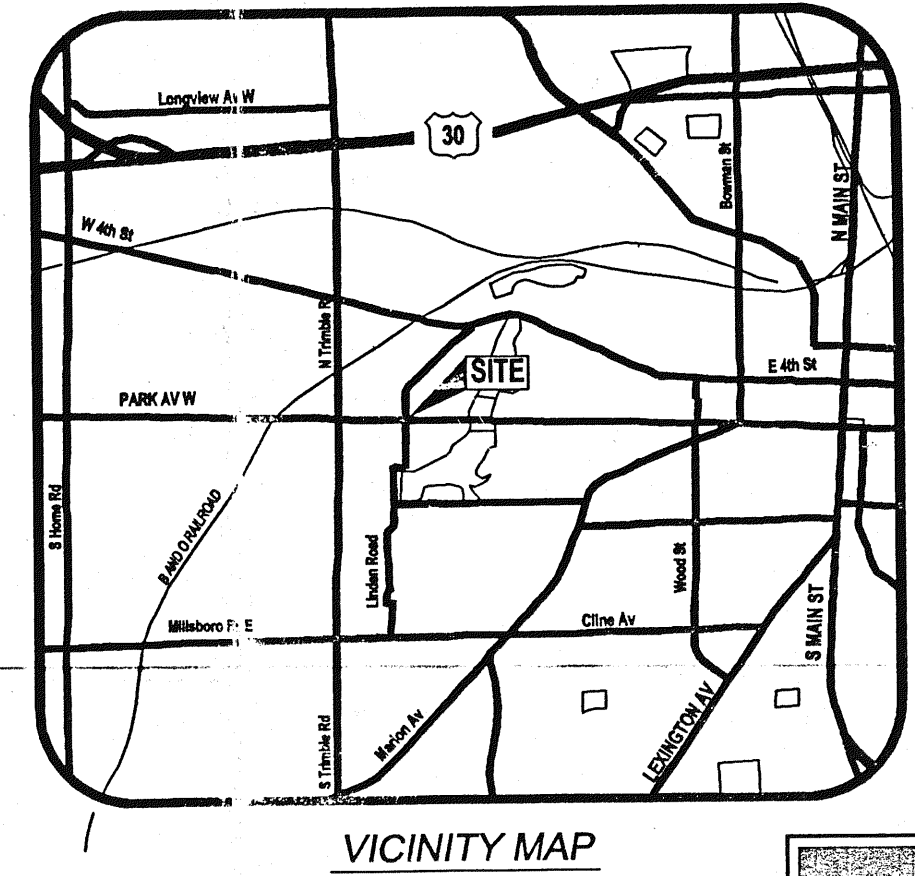 Longview Av W
30
Bowman St
N MAIN ST
W 4th St
N Trimble R
SITE
E 4th St
PARK AV W
S Home Rd
B AND O RAILROAD
Linden Road
Wood St
Millsboro E
Cline Av
S MAIN ST
S Trimble Rd
Marion Av
LEXINGTON AV
VICINITY MAP